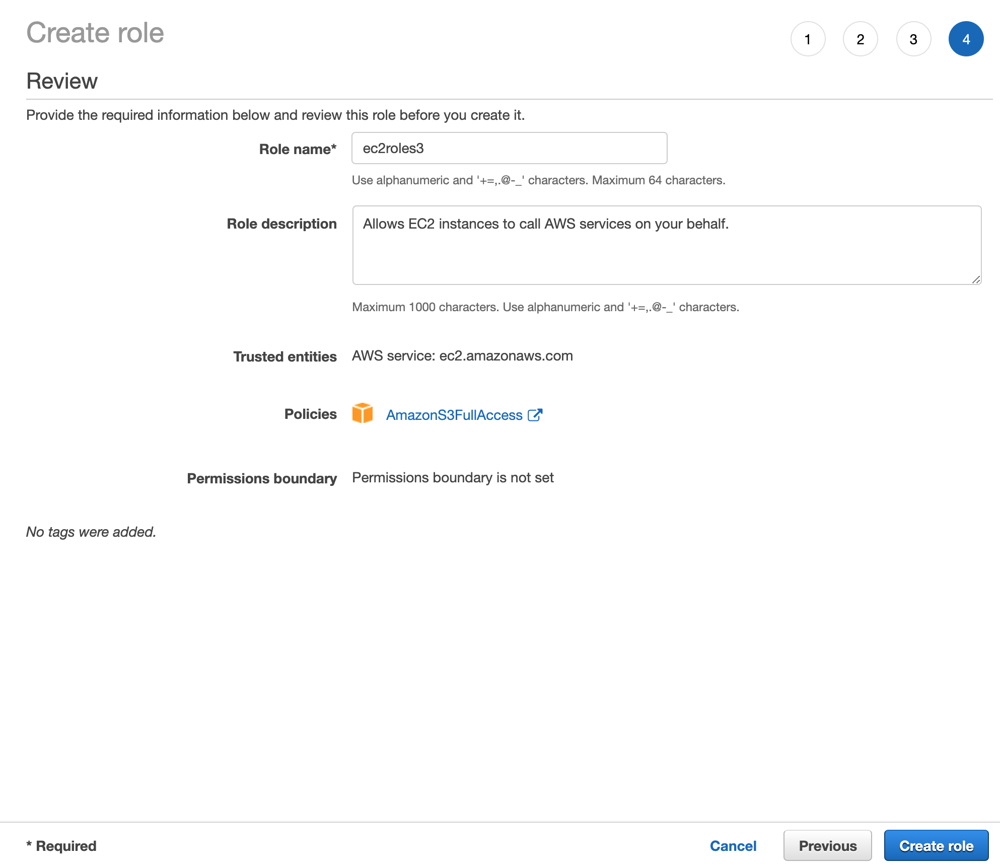 Create role
1 2 3 4
Review
Provide the required information below and review this role before you create it.
Role name* ec2roles3
Use alphanumeric and '+=,.@-_' characters. Maximum 64 characters.
Role description Allows EC2 instances to call AWS services on your behalf.
Maximum 1000 characters. Use alphanumeric and '+=,.@-_' characters.
Trusted entities AWS service: ec2.amazonaws.com
Policies AmazonS3FullAccess
Permissions boundary Permissions boundary is not set
No tags were added.
* Required Cancel Previous Create role